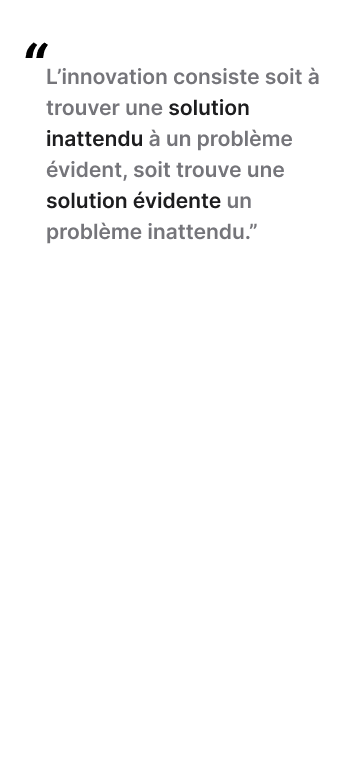 “
L’innovation consiste soit à
trouver une solution
inattendu à un problème
évident, soit trouve une
solution évidente un
problème inattendu.”